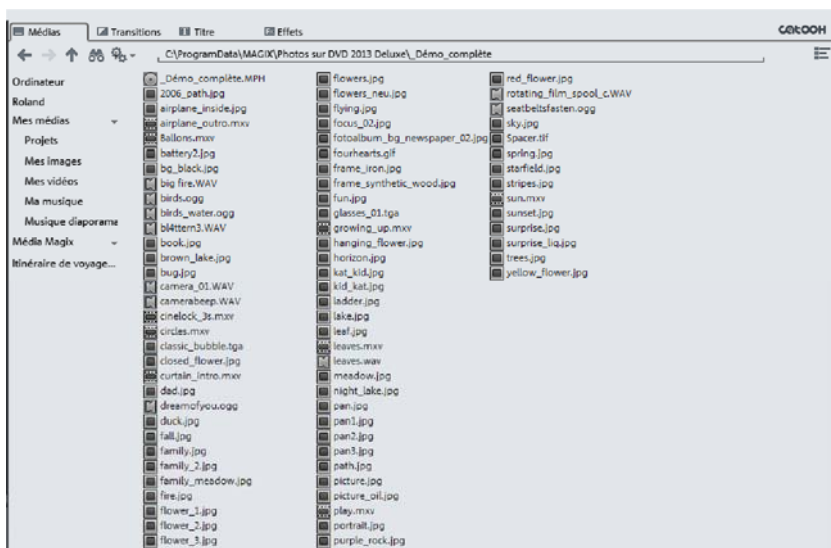 Médias
Transitions
Titre
Effets
catooh
C:\ProgramData\MAGIX\Photos sur DVD 2013 Deluxe\_Démo_complète
Ordinateur
Roland
Mes médias
Projets
Mes images
Mes vidéos
Ma musique
Musique diaporama
Média Magix
Itinéraire de voyage...
_Démo_complète.MPH
2006_path.jpg
airplane_inside.jpg
airplane_outro.mxv
Ballons.mxv
battery2.jpg
bg_black.jpg
big fire.WAV
birds.ogg
birds_water.ogg
bl4ttern3.WAV
book.jpg
brown_lake.jpg
bug.jpg
camera_01.WAV
camerabeep.WAV
cinelock_3s.mxv
circles.mxv
classic_bubble.tga
closed_flower.jpg
curtain_intro.mxv
dad.jpg
dreamofyou.ogg
duck.jpg
fall.jpg
family.jpg
family_2.jpg
family_meadow.jpg
fire.jpg
flower_1.jpg
flower_2.jpg
flower_3.jpg
flowers.jpg
flowers_neu.jpg
flying.jpg
focus_02.jpg
fotoalbum_bg_newspaper_02.jpg
fourhearts.gif
frame_iron.jpg
frame_synthetic_wood.jpg
fun.jpg
glasses_01.tga
growing_up.mxv
hanging_flower.jpg
horizon.jpg
kat_kid.jpg
kid_kat.jpg
ladder.jpg
lake.jpg
leaf.jpg
leaves.mxv
leaves.wav
meadow.jpg
night_lake.jpg
pan.jpg
pan1.jpg
pan2.jpg
pan3.jpg
path.jpg
picture.jpg
picture_oil.jpg
play.mxv
portrait.jpg
purple_rock.jpg
red_flower.jpg
rotating_film_spool_c.WAV
seatbeltsfasten.ogg
sky.jpg
Spacer.tif
spring.jpg
starfield.jpg
stripes.jpg
sun.mxv
sunset.jpg
surprise.jpg
surprise_liq.jpg
trees.jpg
yellow_flower.jpg